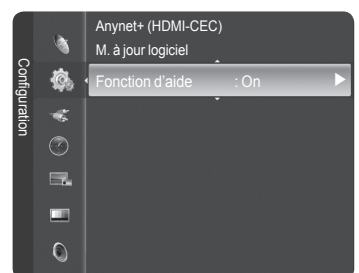 Configuration
Anynet+ (HDMI-CEC)
M. à jour logiciel
Fonction d'aide : On